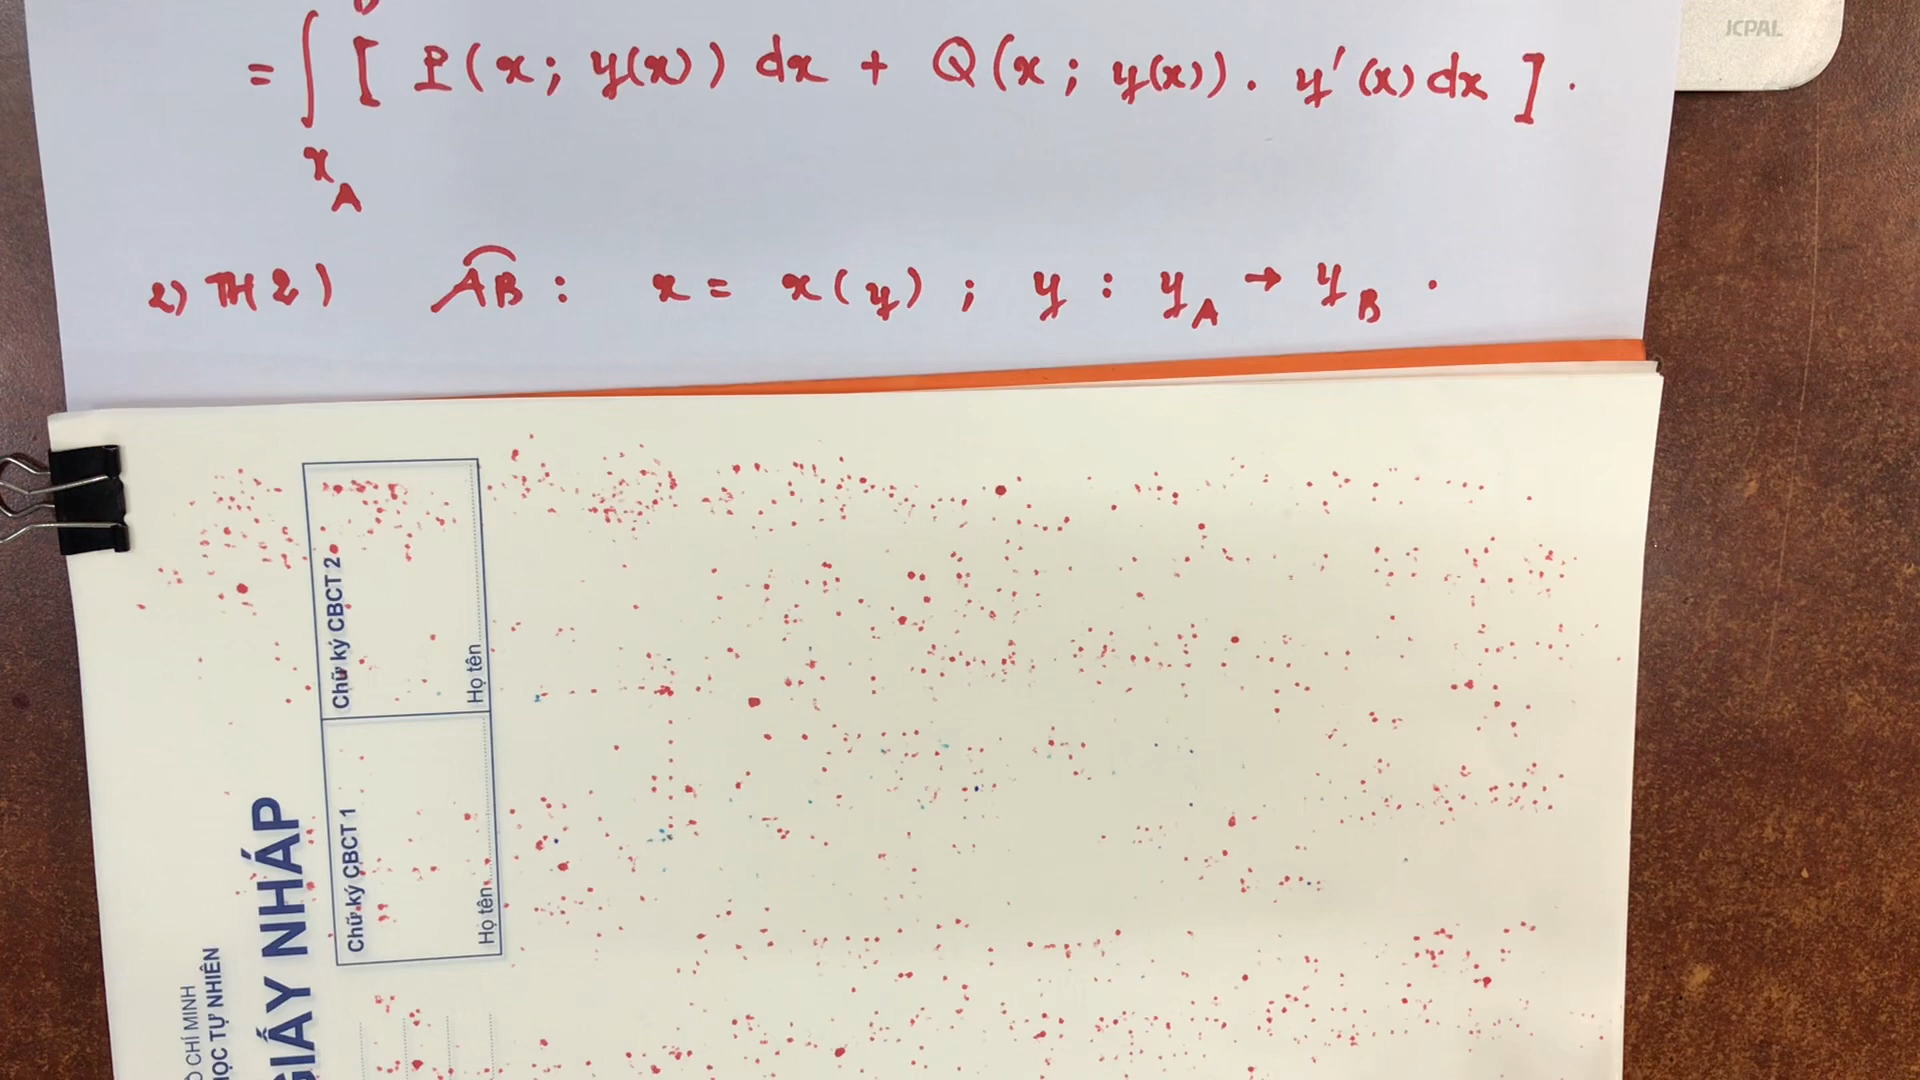 JCPAL
= ∫ [ P(x; y(x)) dx + Q(x; y(x)). y'(x) dx ].
x_A
2) TH2) AB: x = x(y); y: y_A → y_B.
Chữ ký CBCT 2
Họ tên
Chữ ký CBCT 1
Họ tên
GIẤY NHÁP
CHÍ MINH
HỌC TỰ NHIÊN